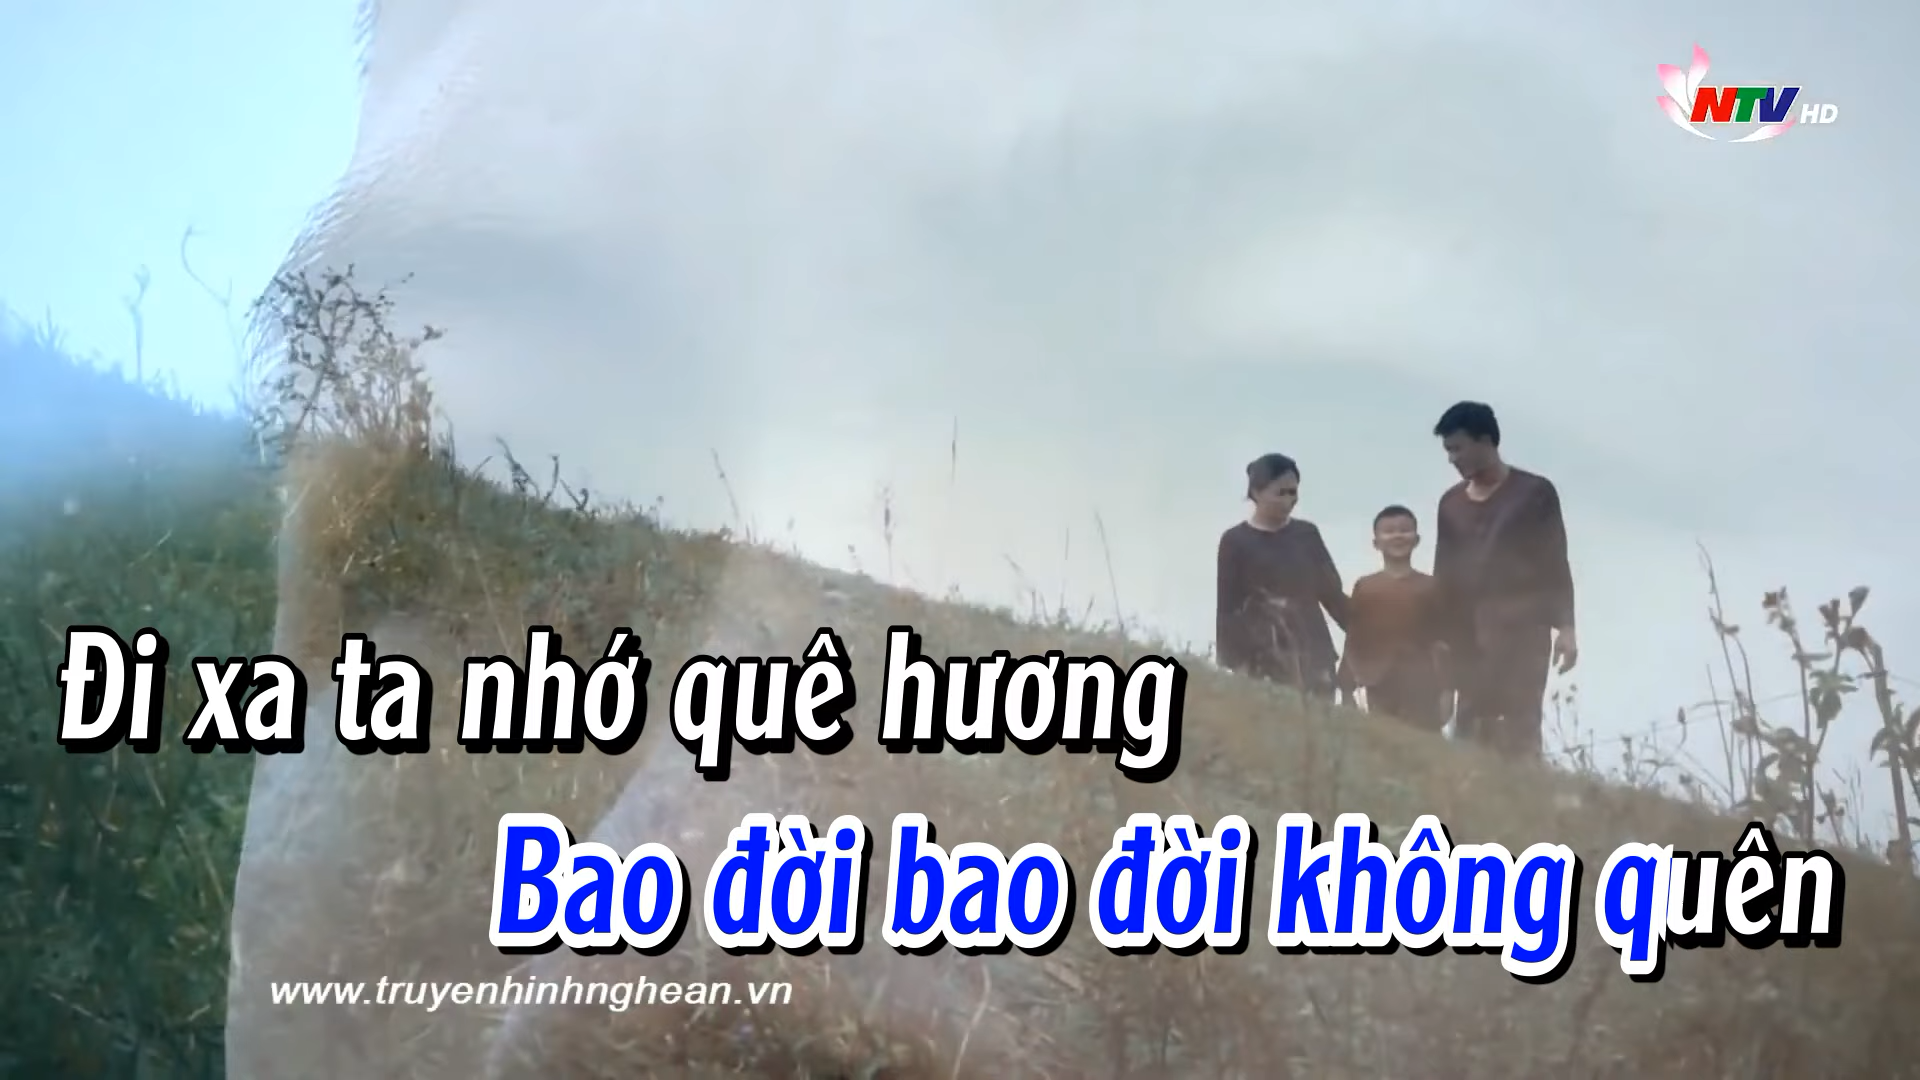 NTV HD
Đi xa ta nhớ quê hương
Bao đời bao đời không quên
www.truyenhinhnghean.vn